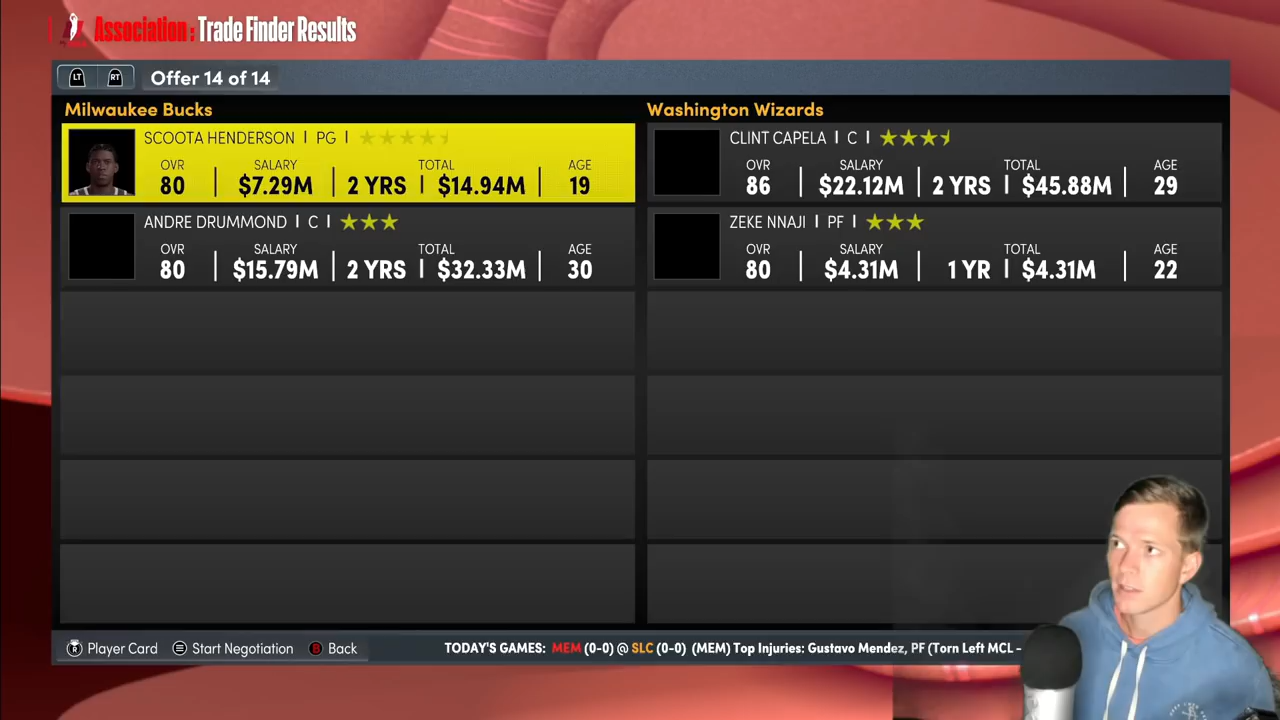 Association : Trade Finder Results
LT RT Offer 14 of 14
Milwaukee Bucks
SCOOTA HENDERSON | PG |
OVR SALARY TOTAL AGE
80 | $7.29M | 2 YRS | $14.94M | 19
ANDRE DRUMMOND | C |
OVR SALARY TOTAL AGE
80 | $15.79M | 2 YRS | $32.33M | 30
Washington Wizards
CLINT CAPELA | C |
OVR SALARY TOTAL AGE
86 | $22.12M | 2 YRS | $45.88M | 29
ZEKE NNAJI | PF |
OVR SALARY TOTAL AGE
80 | $4.31M | 1 YR | $4.31M | 22
R Player Card Start Negotiation B Back TODAY'S GAMES: MEM (0-0) @ SLC (0-0) (MEM) Top Injuries: Gustavo Mendez, PF (Torn Left MCL -